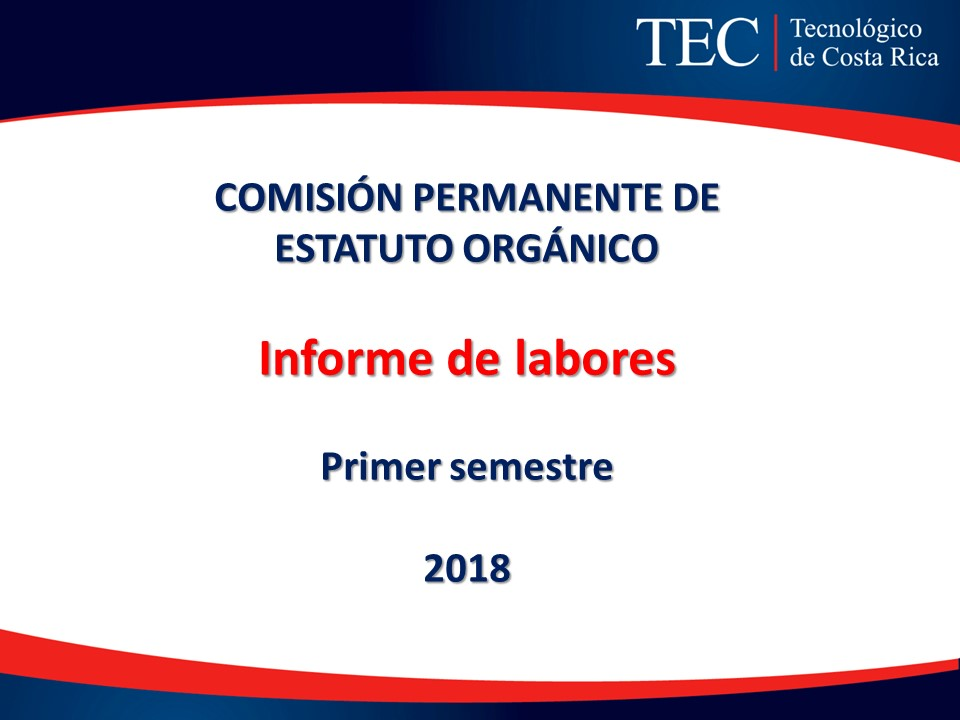 TEC
Tecnológico
de Costa Rica
COMISIÓN PERMANENTE DE
ESTATUTO ORGÁNICO
Informe de labores
Primer semestre
2018